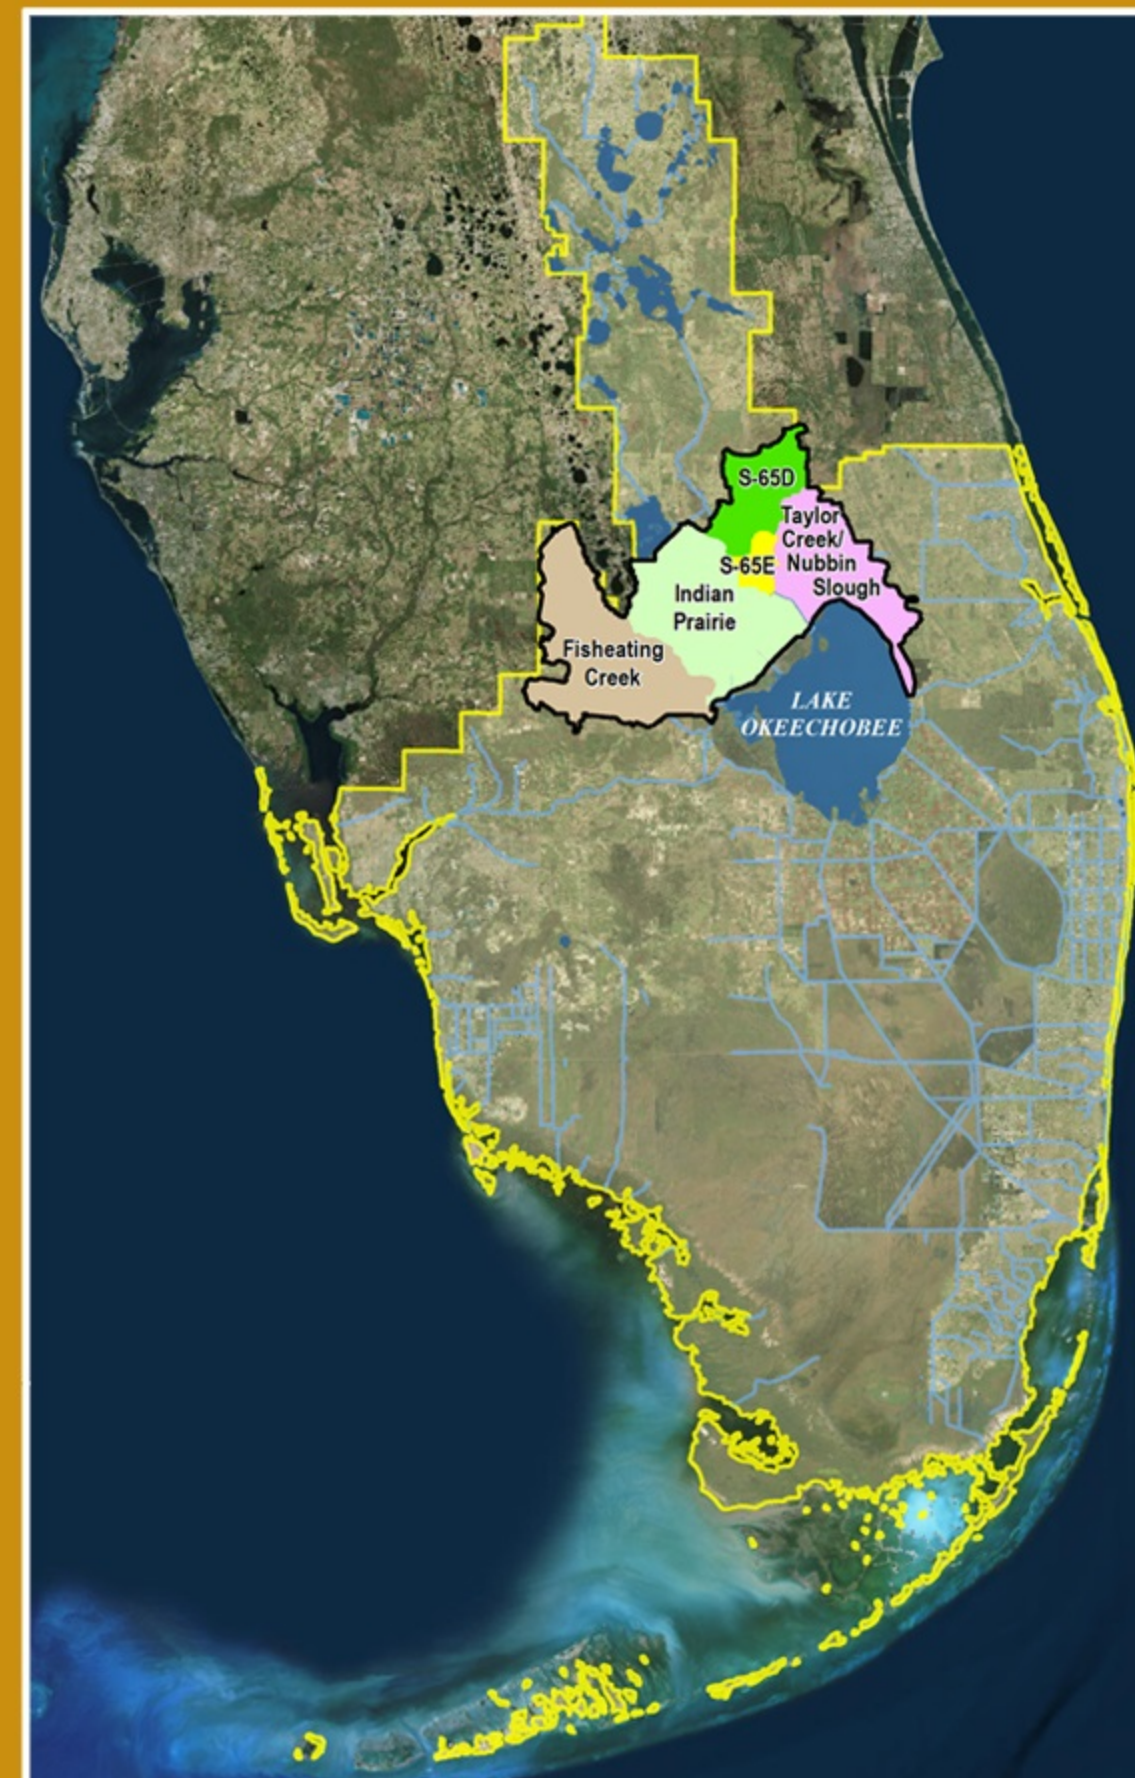 S-65D
Taylor
Creek/
Nubbin
Slough
S-65E
Indian
Prairie
Fisheating
Creek
LAKE
OKEECHOBEE